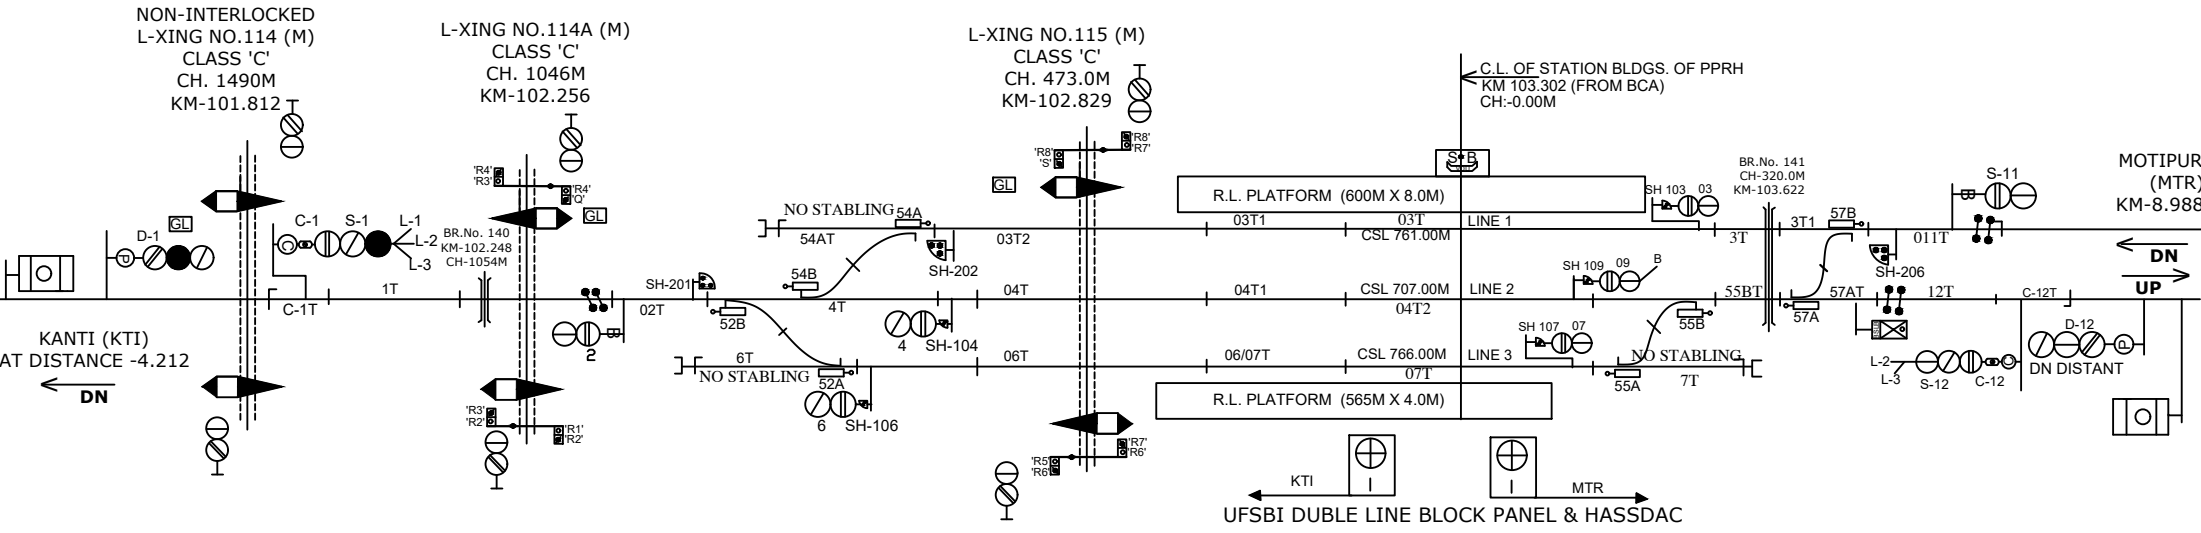 NON-INTERLOCKED
L-XING NO.114 (M)
CLASS 'C'
CH. 1490M
KM-101.812
L-XING NO.114A (M)
CLASS 'C'
CH. 1046M
KM-102.256
L-XING NO.115 (M)
CLASS 'C'
CH. 473.0M
KM-102.829
C.L. OF STATION BLDGS. OF PPRH
KM 103.302 (FROM BCA)
CH:-0.00M
S B
BR.No. 141
CH-320.0M
KM-103.622
MOTIPUR
(MTR)
KM-8.988
'R4'
'R3'
'R4'
'Q'
GL
'R8'
'S'
'R8'
'R7'
GL
R.L. PLATFORM (600M X 8.0M)
SH 103 03
S-11
B
GL
D-1
P
C-1 S-1 L-1
L-2
L-3
C
BR.No. 140
KM-102.248
CH-1054M
NO STABLING 54A
54AT
03T2
03T1
03T
LINE 1
CSL 761.00M
3T
3T1
57B
011T
DN
UP
SH-202
SH-201
54B
SH 109 09 B
SH-206
C-1T
1T
02T
52B
4T
04T
04T1
CSL 707.00M
LINE 2
04T2
55BT
57AT
57A
12T
C-12T
KANTI (KTI)
AT DISTANCE -4.212
DN
2
B
4 SH-104
SH 107 07
55B
D-12
P
DN DISTANT
6T
NO STABLING
52A
06T
06/07T
CSL 766.00M
LINE 3
07T
NO STABLING
55A
7T
L-2
L-3
S-12 C-12
C
6 SH-106
R.L. PLATFORM (565M X 4.0M)
'R3'
'R2'
'R1'
'R2'
'R5'
'R6'
'R7'
'R6'
KTI
MTR
UFSBI DUBLE LINE BLOCK PANEL & HASSDAC